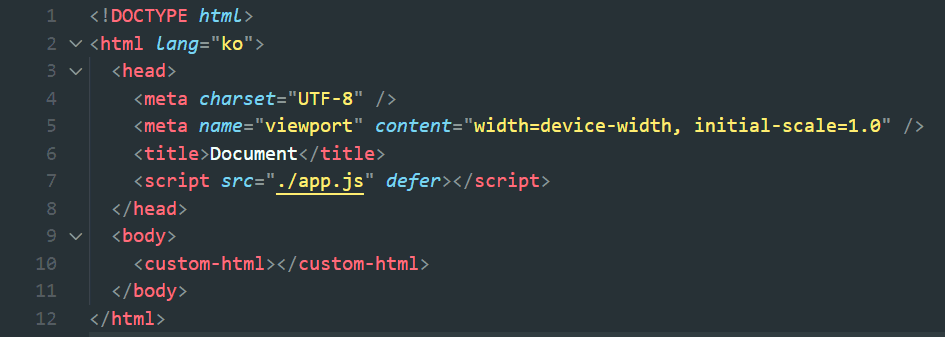 1 <!DOCTYPE html>
2 <html lang="ko">
3 <head>
4 <meta charset="UTF-8" />
5 <meta name="viewport" content="width=device-width, initial-scale=1.0" />
6 <title>Document</title>
7 <script src="./app.js" defer></script>
8 </head>
9 <body>
10 <custom-html></custom-html>
11 </body>
12 </html>